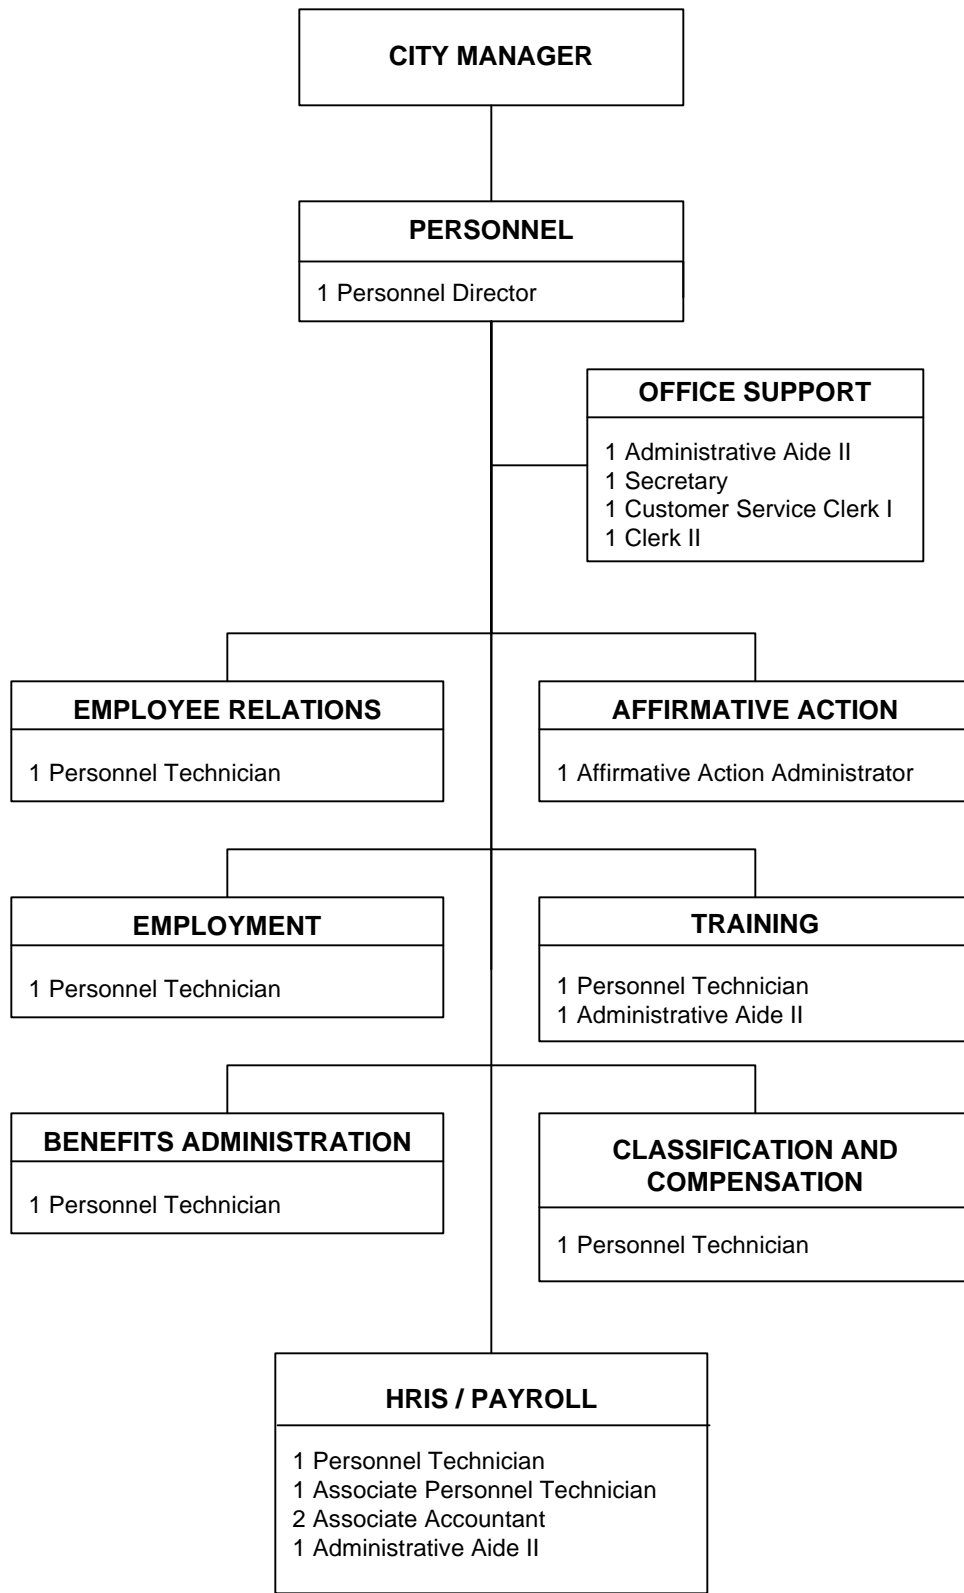 CITY MANAGER
PERSONNEL
1 Personnel Director
OFFICE SUPPORT
1 Administrative Aide II
1 Secretary
1 Customer Service Clerk I
1 Clerk II
EMPLOYEE RELATIONS
1 Personnel Technician
AFFIRMATIVE ACTION
1 Affirmative Action Administrator
EMPLOYMENT
1 Personnel Technician
TRAINING
1 Personnel Technician
1 Administrative Aide II
BENEFITS ADMINISTRATION
1 Personnel Technician
CLASSIFICATION AND
COMPENSATION
1 Personnel Technician
HRIS / PAYROLL
1 Personnel Technician
1 Associate Personnel Technician
2 Associate Accountant
1 Administrative Aide II